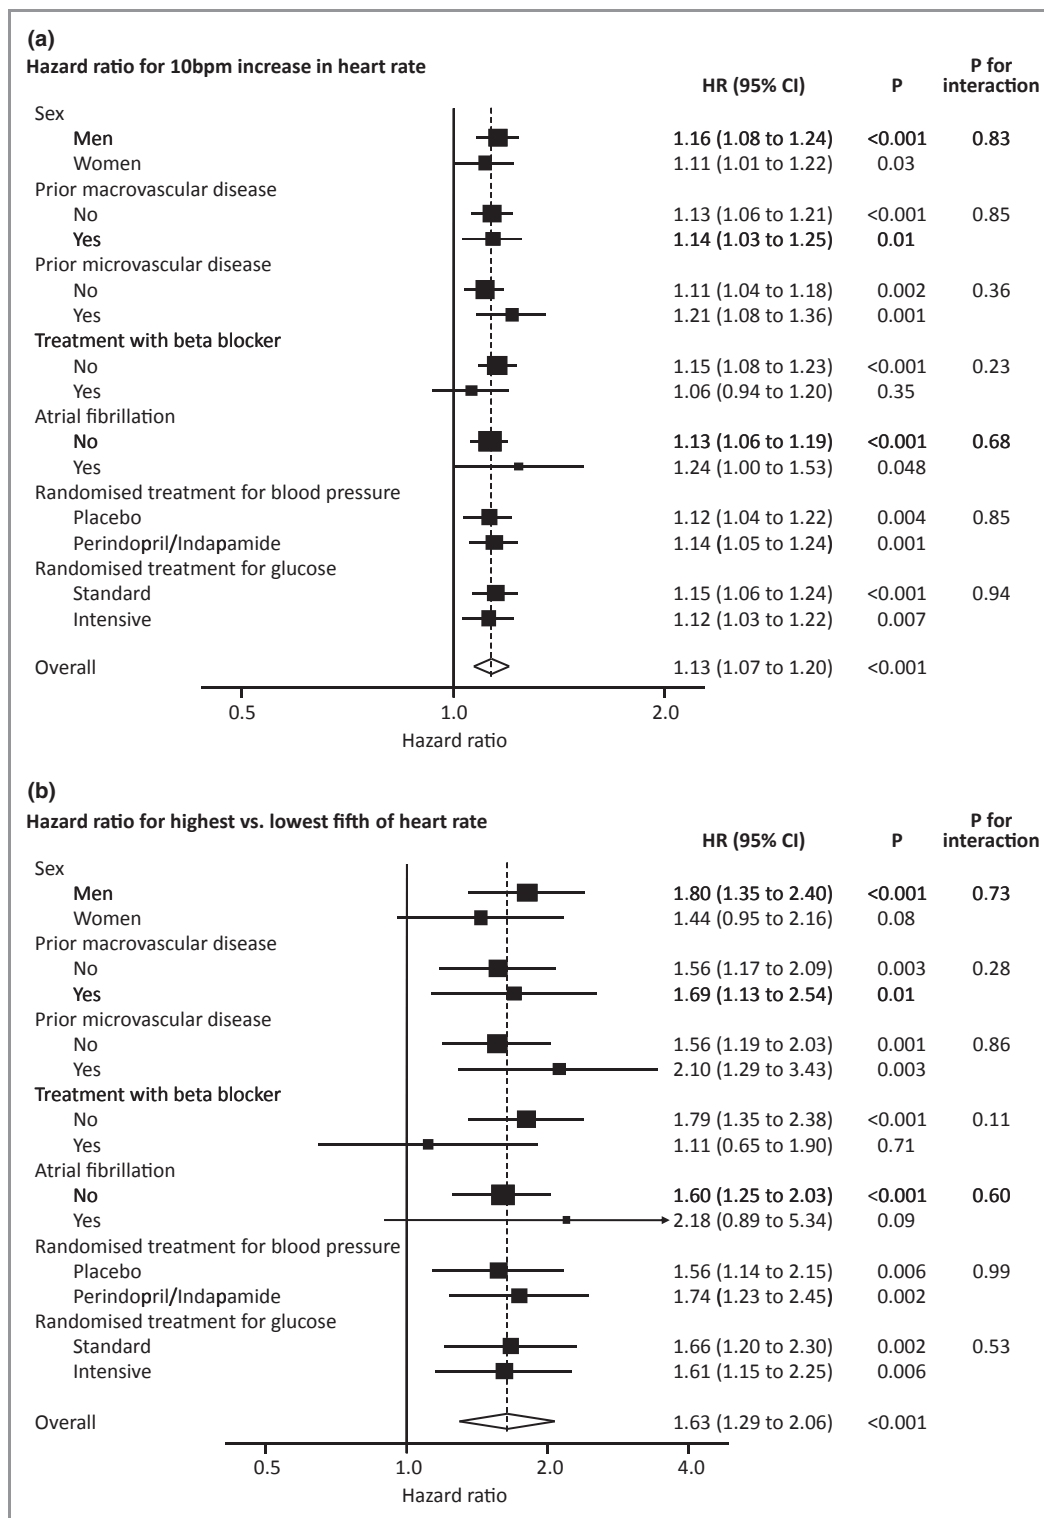 (a)
Hazard ratio for 10bpm increase in heart rate
HR (95% CI) P P for interaction
Sex
Men 1.16 (1.08 to 1.24) <0.001 0.83
Women 1.11 (1.01 to 1.22) 0.03
Prior macrovascular disease
No 1.13 (1.06 to 1.21) <0.001 0.85
Yes 1.14 (1.03 to 1.25) 0.01
Prior microvascular disease
No 1.11 (1.04 to 1.18) 0.002 0.36
Yes 1.21 (1.08 to 1.36) 0.001
Treatment with beta blocker
No 1.15 (1.08 to 1.23) <0.001 0.23
Yes 1.06 (0.94 to 1.20) 0.35
Atrial fibrillation
No 1.13 (1.06 to 1.19) <0.001 0.68
Yes 1.24 (1.00 to 1.53) 0.048
Randomised treatment for blood pressure
Placebo 1.12 (1.04 to 1.22) 0.004 0.85
Perindopril/Indapamide 1.14 (1.05 to 1.24) 0.001
Randomised treatment for glucose
Standard 1.15 (1.06 to 1.24) <0.001 0.94
Intensive 1.12 (1.03 to 1.22) 0.007
Overall 1.13 (1.07 to 1.20) <0.001
0.5 1.0 2.0
Hazard ratio
(b)
Hazard ratio for highest vs. lowest fifth of heart rate
HR (95% CI) P P for interaction
Sex
Men 1.80 (1.35 to 2.40) <0.001 0.73
Women 1.44 (0.95 to 2.16) 0.08
Prior macrovascular disease
No 1.56 (1.17 to 2.09) 0.003 0.28
Yes 1.69 (1.13 to 2.54) 0.01
Prior microvascular disease
No 1.56 (1.19 to 2.03) 0.001 0.86
Yes 2.10 (1.29 to 3.43) 0.003
Treatment with beta blocker
No 1.79 (1.35 to 2.38) <0.001 0.11
Yes 1.11 (0.65 to 1.90) 0.71
Atrial fibrillation
No 1.60 (1.25 to 2.03) <0.001 0.60
Yes 2.18 (0.89 to 5.34) 0.09
Randomised treatment for blood pressure
Placebo 1.56 (1.14 to 2.15) 0.006 0.99
Perindopril/Indapamide 1.74 (1.23 to 2.45) 0.002
Randomised treatment for glucose
Standard 1.66 (1.20 to 2.30) 0.002 0.53
Intensive 1.61 (1.15 to 2.25) 0.006
Overall 1.63 (1.29 to 2.06) <0.001
0.5 1.0 2.0 4.0
Hazard ratio